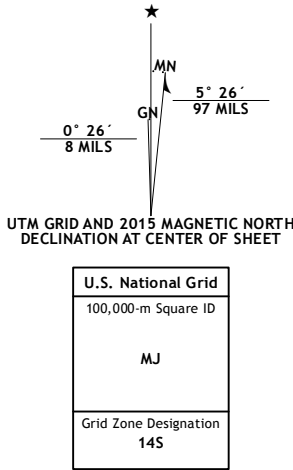 ★
MN
GN
5° 26´
97 MILS
0° 26´
8 MILS
UTM GRID AND 2015 MAGNETIC NORTH
DECLINATION AT CENTER OF SHEET
U.S. National Grid
100,000-m Square ID
MJ
Grid Zone Designation
14S